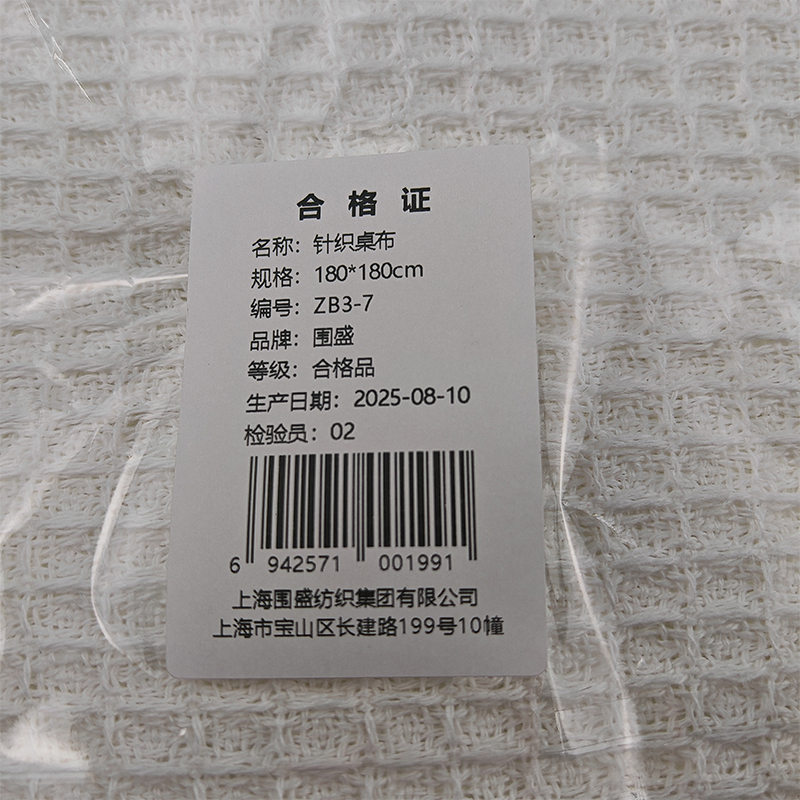 合格证
名称：针织桌布
规格：180*180cm
编号：ZB3-7
品牌：围盛
等级：合格品
生产日期：2025-08-10
检验员：02
6 942571 001991
上海围盛纺织集团有限公司
上海市宝山区长建路199号10幢